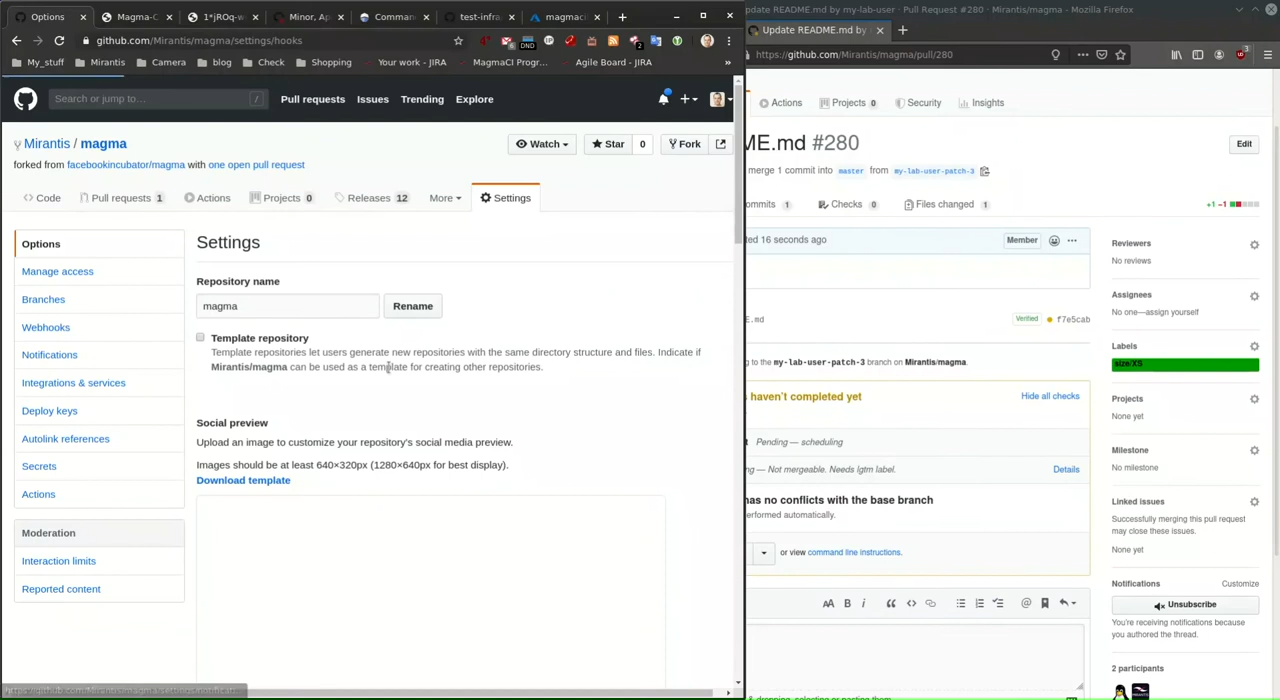 Options
Magma-C
1*jROq-w
Minor, Ap
Comman
test-infra
magmaci
Update README.md by my-lab-user · Pull Request #280 · Mirantis/magma - Mozilla Firefox
Update README.md by
github.com/Mirantis/magma/settings/hooks
https://github.com/Mirantis/magma/pull/280
My_stuff
Mirantis
Camera
blog
Check
Shopping
Your work - JIRA
MagmaCI Progr...
Agile Board - JIRA
Search or jump to...
Pull requests
Issues
Trending
Explore
Actions
Projects 0
Security
Insights
Mirantis / magma
Watch
Star 0
Fork
forked from facebookincubator/magma with one open pull request
ME.md #280
Edit
merge 1 commit into master from my-lab-user-patch-3
Code
Pull requests 1
Actions
Projects 0
Releases 12
More
Settings
Checks 0
Files changed 1
+1 −1
Options
Manage access
Branches
Webhooks
Notifications
Integrations & services
Deploy keys
Autolink references
Secrets
Actions
Moderation
Interaction limits
Reported content
Settings
Repository name
magma
Rename
Template repository
Template repositories let users generate new repositories with the same directory structure and files. Indicate if
Mirantis/magma can be used as a template for creating other repositories.
Social preview
Upload an image to customize your repository's social media preview.
Images should be at least 640×320px (1280×640px for best display).
Download template
16 seconds ago
Member
Verified
f7e5cab
to the my-lab-user-patch-3 branch on Mirantis/magma.
haven't completed yet
Hide all checks
Pending — scheduling
— Not mergeable. Needs lgtm label.
Details
has no conflicts with the base branch
performed automatically.
or view command line instructions.
Reviewers
No reviews
Assignees
No one—assign yourself
Labels
size/XS
Projects
None yet
Milestone
No milestone
Linked issues
Successfully merging this pull request
may close these issues.
None yet
Notifications
Customize
Unsubscribe
You're receiving notifications because
you authored the thread.
2 participants